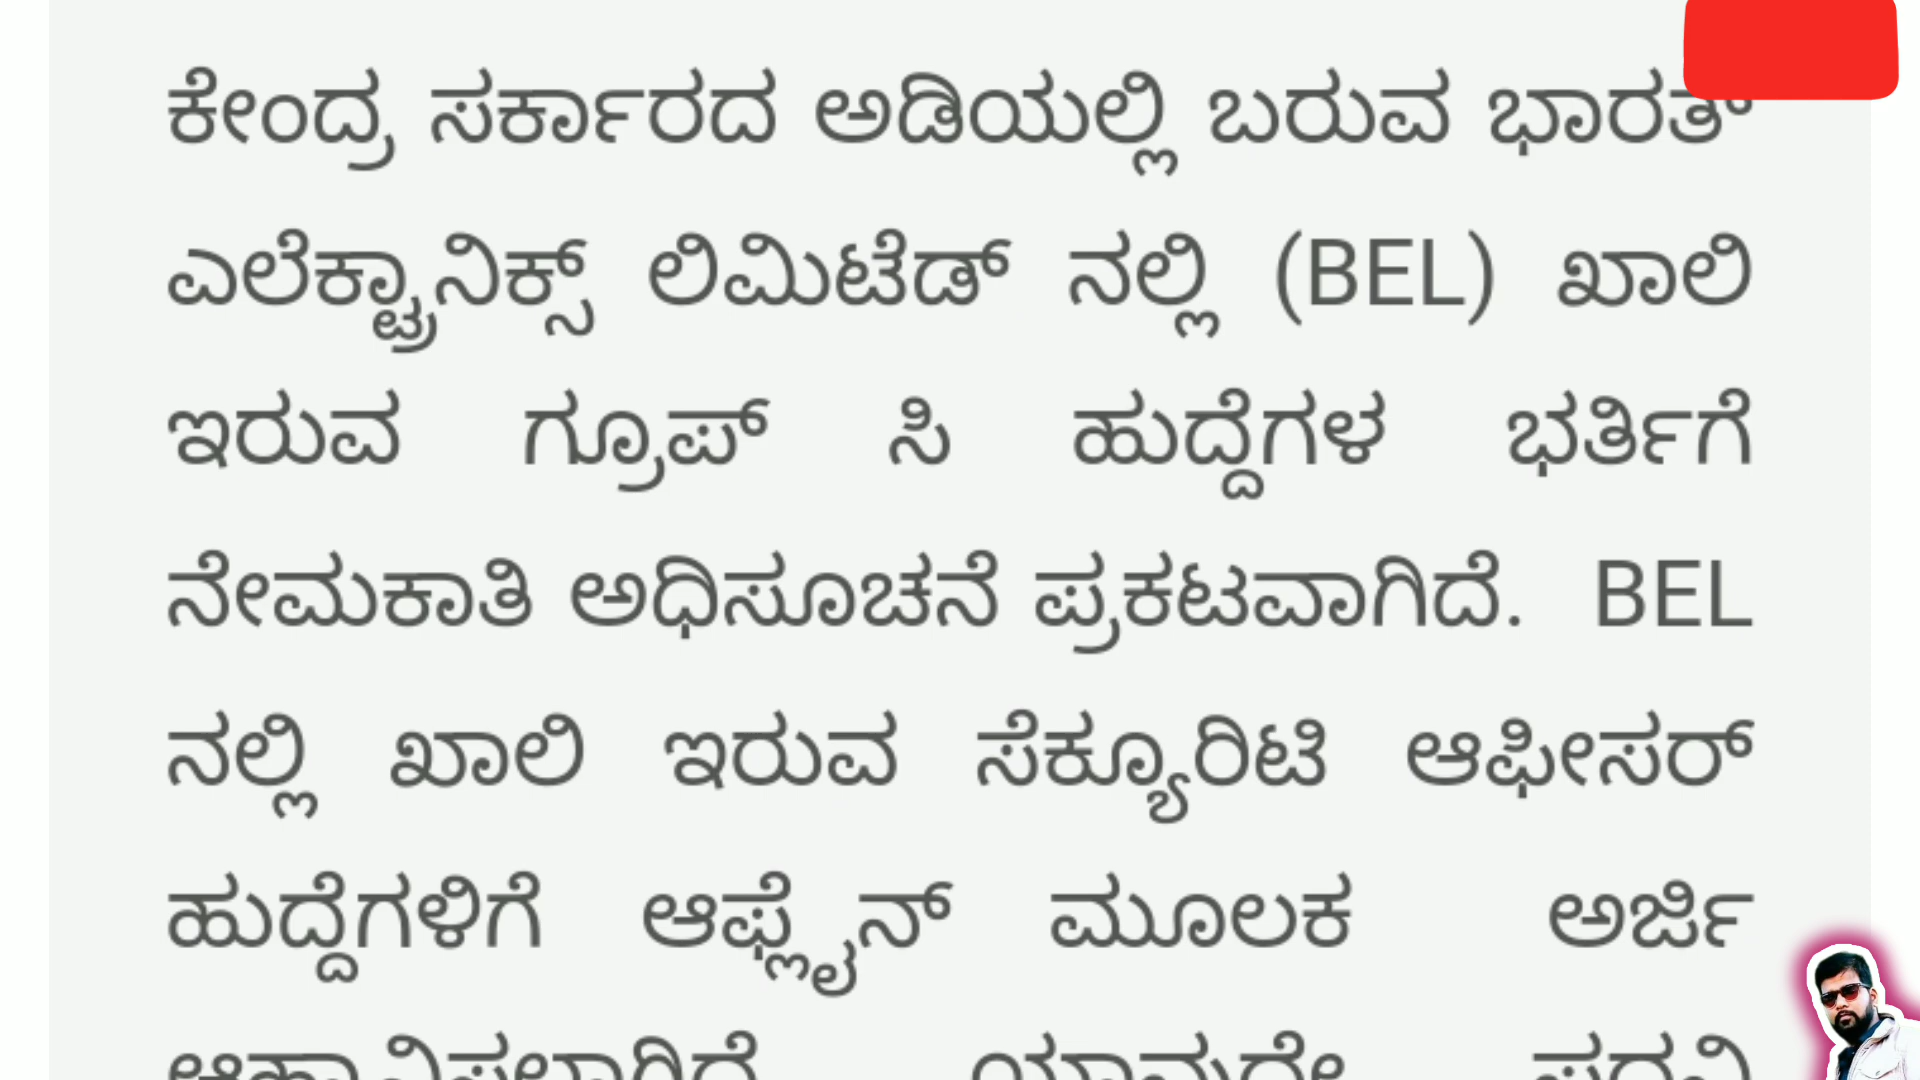 ಕೇಂದ್ರ ಸರ್ಕಾರದ ಅಡಿಯಲ್ಲಿ ಬರುವ ಭಾರತ್
ಎಲೆಕ್ಟ್ರಾನಿಕ್ಸ್ ಲಿಮಿಟೆಡ್ ನಲ್ಲಿ (BEL) ಖಾಲಿ
ಇರುವ ಗ್ರೂಪ್ ಸಿ ಹುದ್ದೆಗಳ ಭರ್ತಿಗೆ
ನೇಮಕಾತಿ ಅಧಿಸೂಚನೆ ಪ್ರಕಟವಾಗಿದೆ. BEL
ನಲ್ಲಿ ಖಾಲಿ ಇರುವ ಸೆಕ್ಯೂರಿಟಿ ಆಫೀಸರ್
ಹುದ್ದೆಗಳಿಗೆ ಆಫ್ಲೈನ್ ಮೂಲಕ ಅರ್ಜಿ